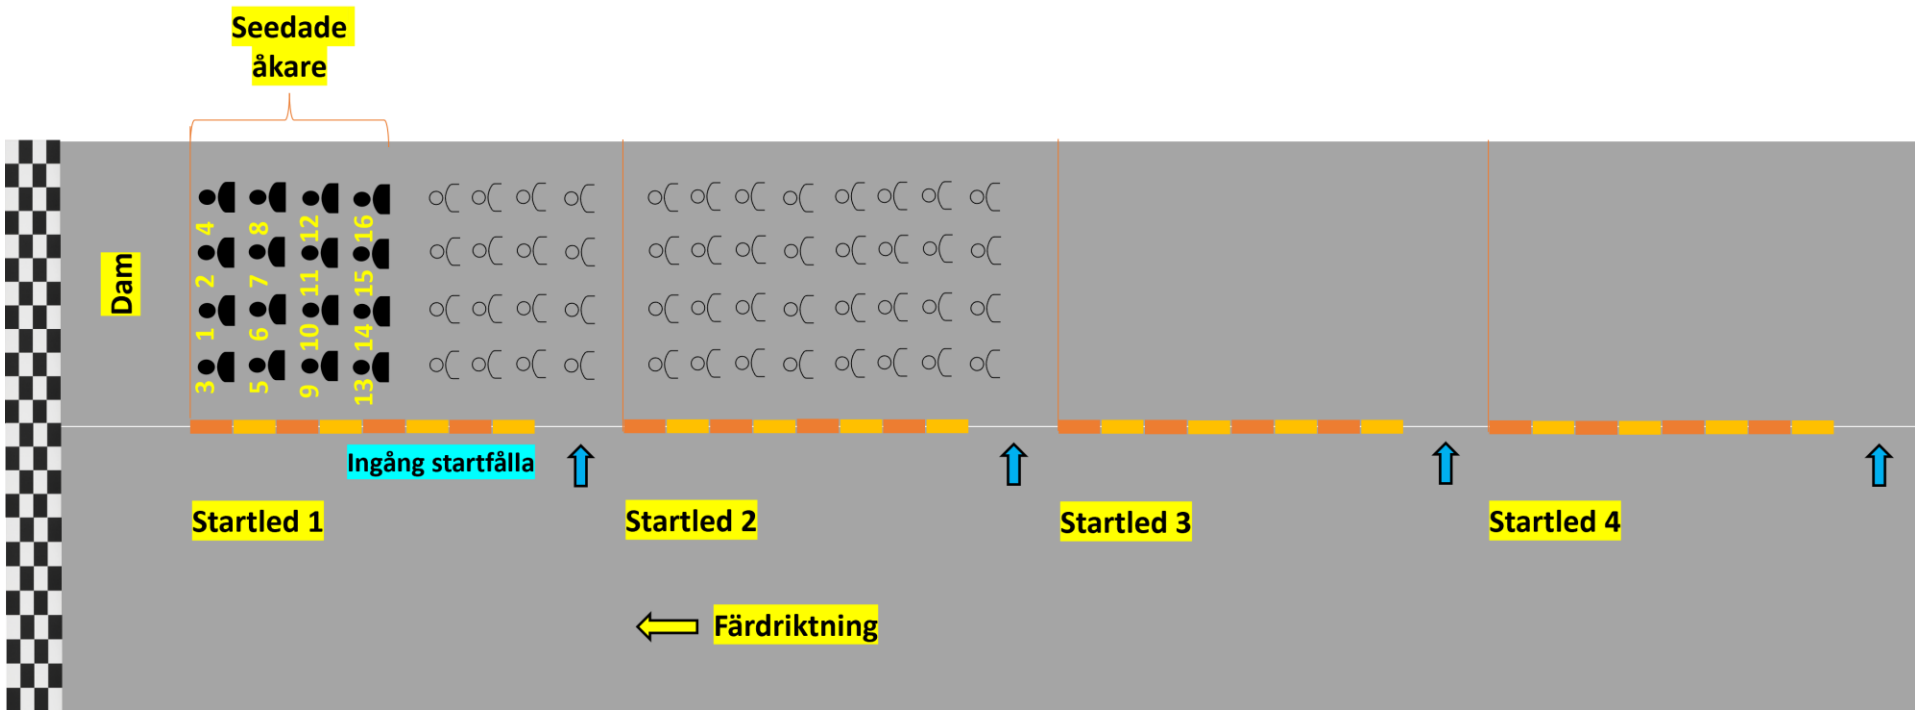 Seedade
åkare
Dam
4 8 12 16
2 7 11 15
1 6 10 14
3 5 9 13
Ingång startfålla
Startled 1
Startled 2
Startled 3
Startled 4
Färdriktning